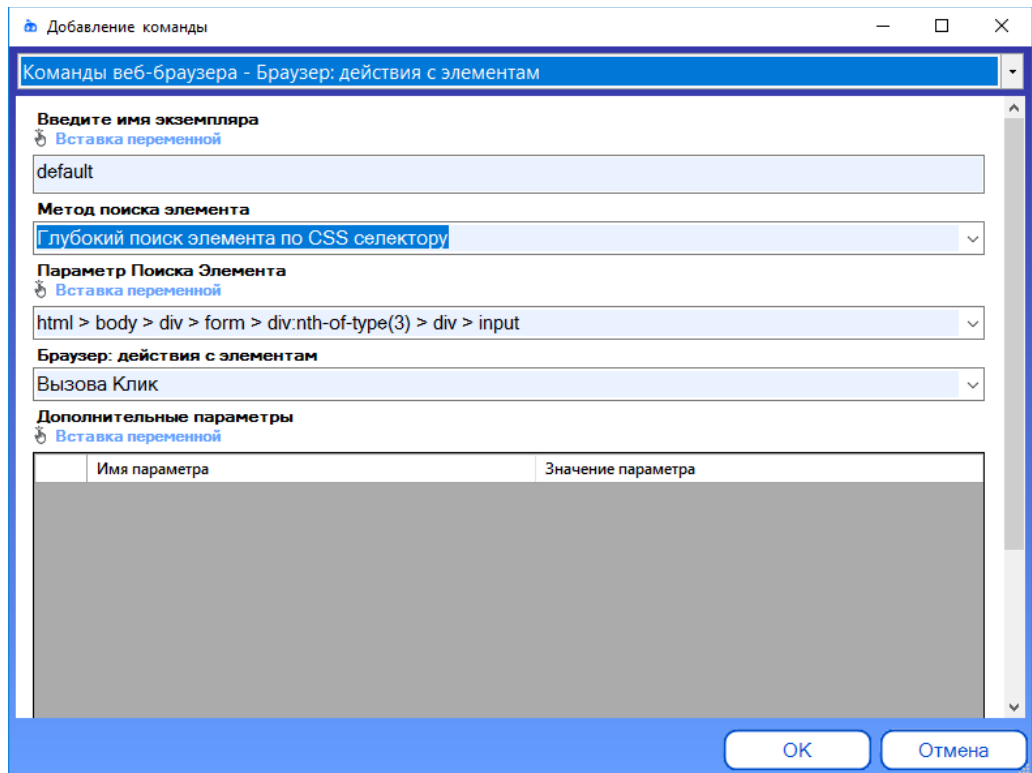 Добавление команды
Команды веб-браузера - Браузер: действия с элементам
Введите имя экземпляра
Вставка переменной
default
Метод поиска элемента
Глубокий поиск элемента по CSS селектору
Параметр Поиска Элемента
Вставка переменной
html > body > div > form > div:nth-of-type(3) > div > input
Браузер: действия с элементам
Вызова Клик
Дополнительные параметры
Вставка переменной
Имя параметра Значение параметра
OK Отмена